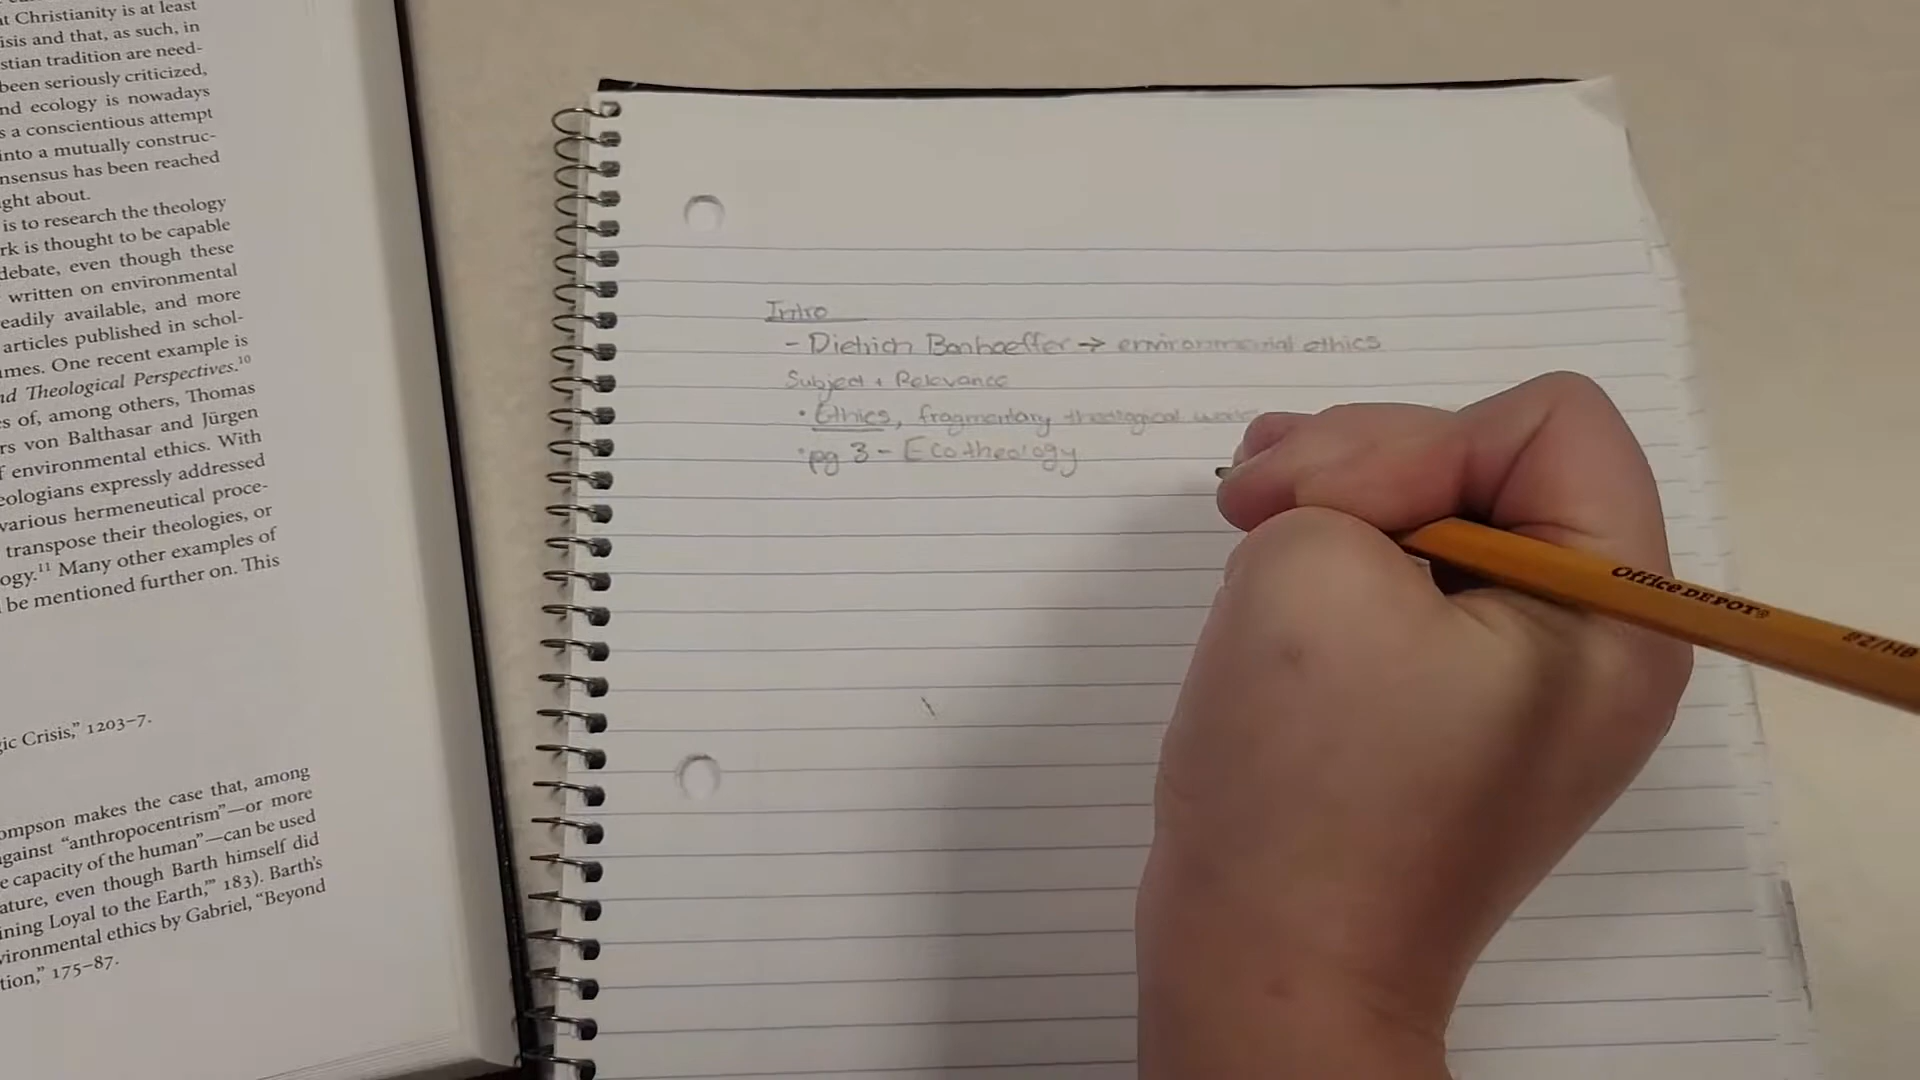 t Christianity is at least
isis and that, as such, in
stian tradition are need-
been seriously criticized,
nd ecology is nowadays
s a conscientious attempt
into a mutually construc-
nsensus has been reached
ght about.
is to research the theology
rk is thought to be capable
debate, even though these
written on environmental
eadily available, and more
articles published in schol-
mes. One recent example is
nd Theological Perspectives.10
s of, among others, Thomas
rs von Balthasar and Jürgen
f environmental ethics. With
eologians expressly addressed
various hermeneutical proce-
transpose their theologies, or
ogy.11 Many other examples of
be mentioned further on. This
gic Crisis,” 1203–7.
ompson makes the case that, among
gainst “anthropocentrism”—or more
e capacity of the human”—can be used
ature, even though Barth himself did
ining Loyal to the Earth,’” 183). Barth’s
vironmental ethics by Gabriel, “Beyond
tion,” 175–87.
Intro
- Dietrich Bonhoeffer → environmental ethics
Subject + Relevance
• Ethics, fragmentary theological work
• pg 3 - Ecotheology
Office DEPOT®
#2/HB